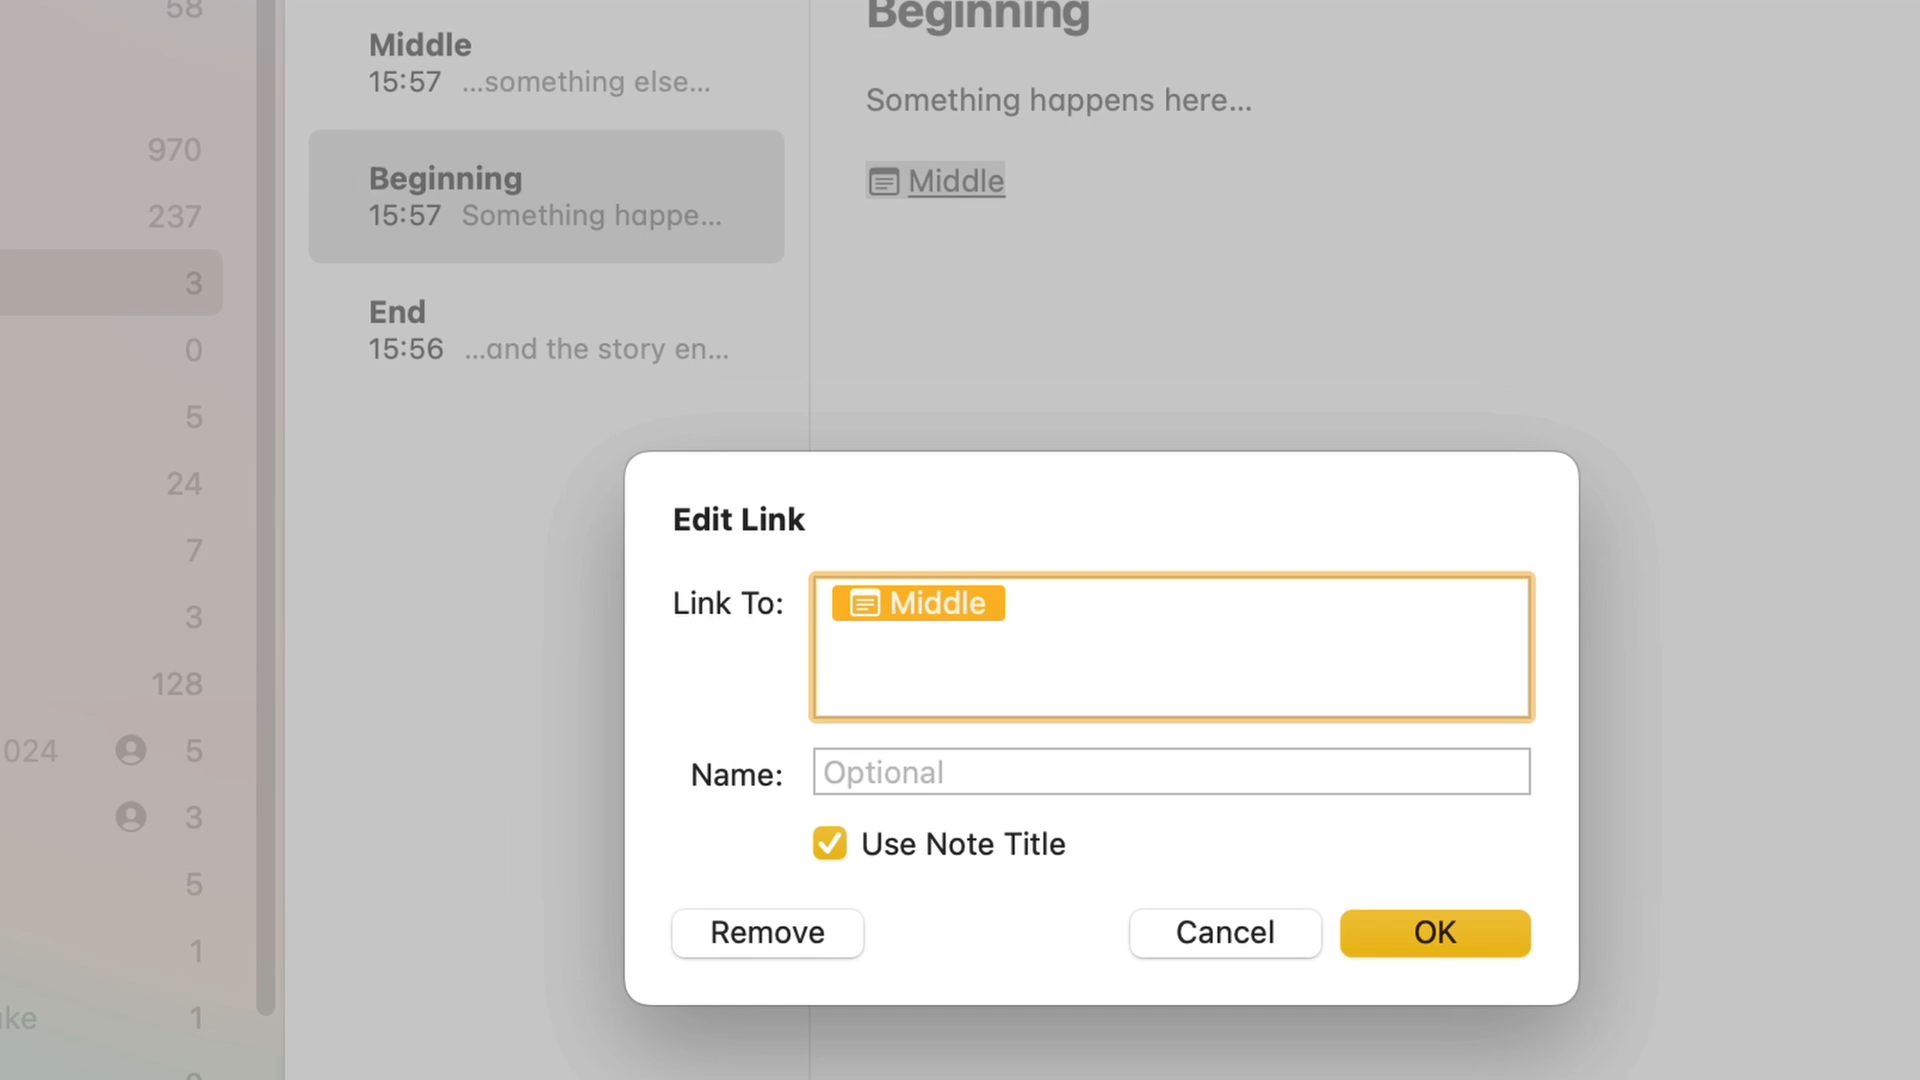 58
970
237
3
0
5
24
7
3
128
024 5
3
5
1
ke 1
Middle
15:57 ...something else...
Beginning
15:57 Something happe...
End
15:56 ...and the story en...
Beginning
Something happens here...
Middle
Edit Link
Link To: Middle
Name: Optional
Use Note Title
Remove
Cancel
OK